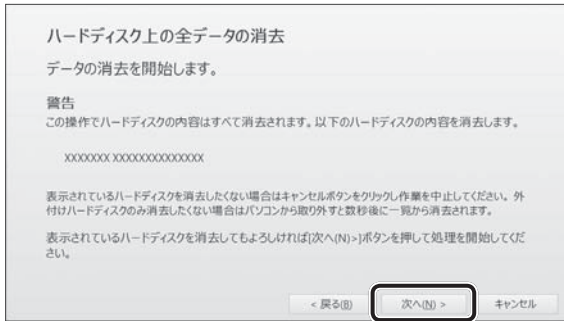 ハードディスク上の全データの消去
データの消去を開始します。
警告
この操作でハードディスクの内容はすべて消去されます。以下のハードディスクの内容を消去します。
XXXXXXX XXXXXXXXXXXXXX
表示されているハードディスクを消去したくない場合はキャンセルボタンをクリックし作業を中止してください。外
付けハードディスクのみ消去したくない場合はパソコンから取り外すと数秒後に一覧から消去されます。
表示されているハードディスクを消去してもよろしければ[次へ(N)>]ボタンを押して処理を開始してくだ
さい。
< 戻る(B) 次へ(N) > キャンセル